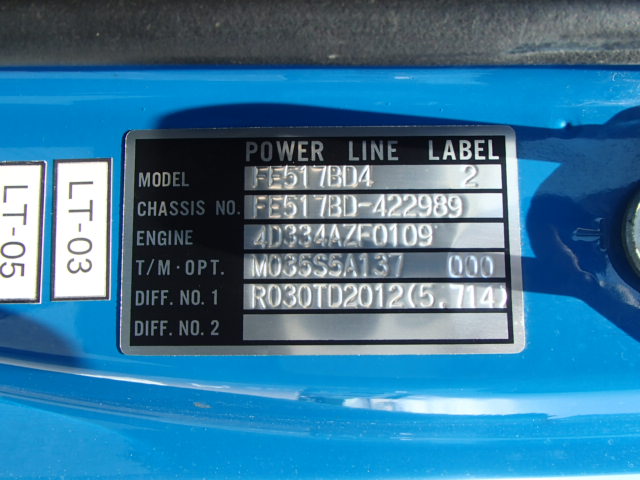 POWER LINE LABEL
MODEL FE517BD4 2
CHASSIS NO. FE517BD-422989
ENGINE 4D334AZF0109
T/M·OPT. M035S5A137 000
DIFF. NO. 1 R030TD2012(5.714)
DIFF. NO. 2
LT-05
LT-03